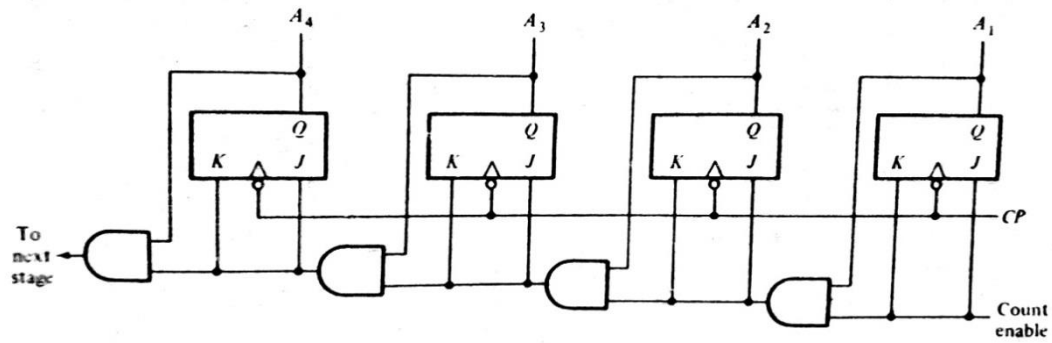 A4 A3 A2 A1
Q Q Q Q
K J K J K J K J
CP
To
next
stage
Count
enable